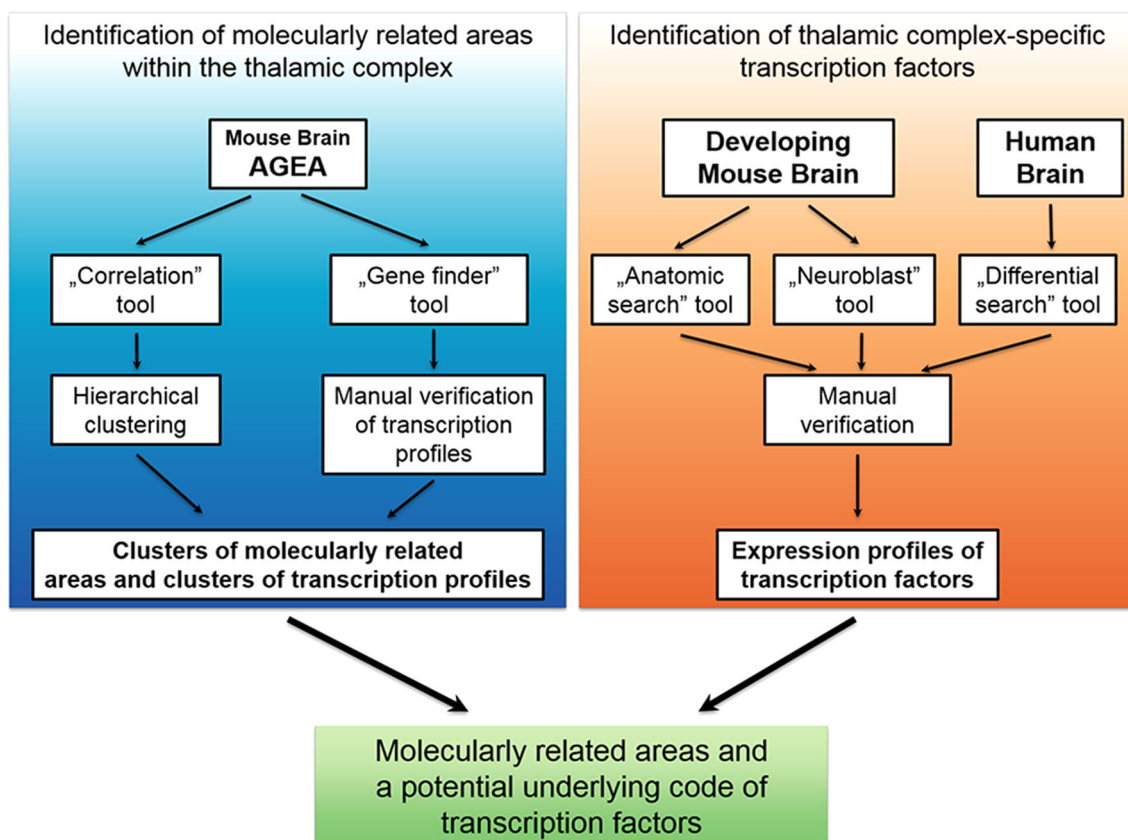 Identification of molecularly related areas
within the thalamic complex
Mouse Brain
AGEA
„Correlation”
tool
„Gene finder”
tool
Hierarchical
clustering
Manual verification
of transcription
profiles
Clusters of molecularly related
areas and clusters of transcription profiles
Identification of thalamic complex-specific
transcription factors
Developing
Mouse Brain
Human
Brain
„Anatomic
search” tool
„Neuroblast”
tool
„Differential
search” tool
Manual
verification
Expression profiles of
transcription factors
Molecularly related areas and
a potential underlying code of
transcription factors